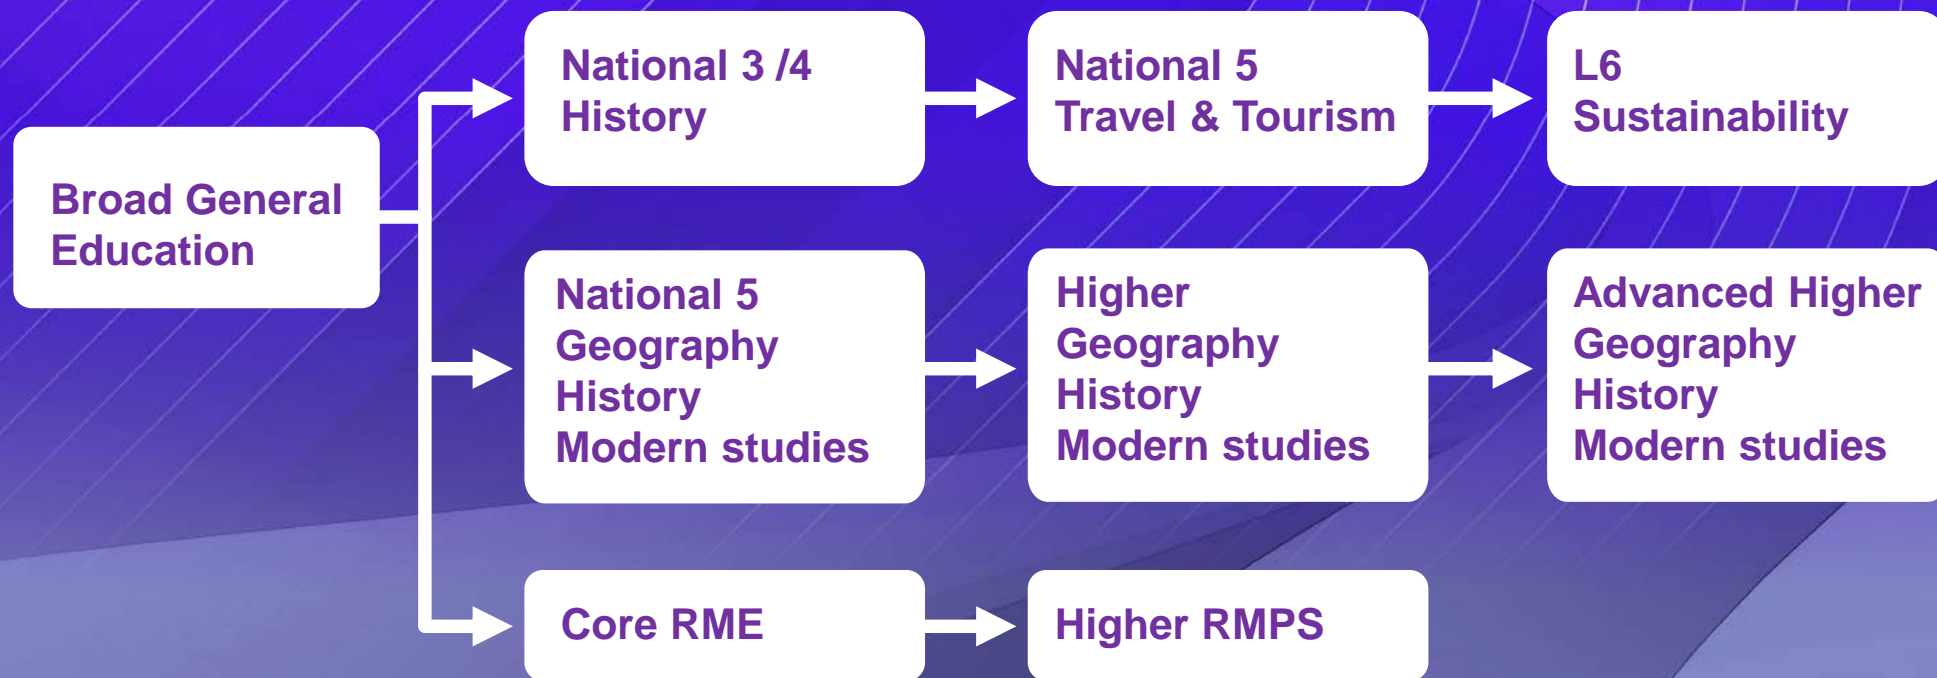 Broad General
Education
National 3 /4
History
National 5
Travel & Tourism
L6
Sustainability
National 5
Geography
History
Modern studies
Higher
Geography
History
Modern studies
Advanced Higher
Geography
History
Modern studies
Core RME
Higher RMPS